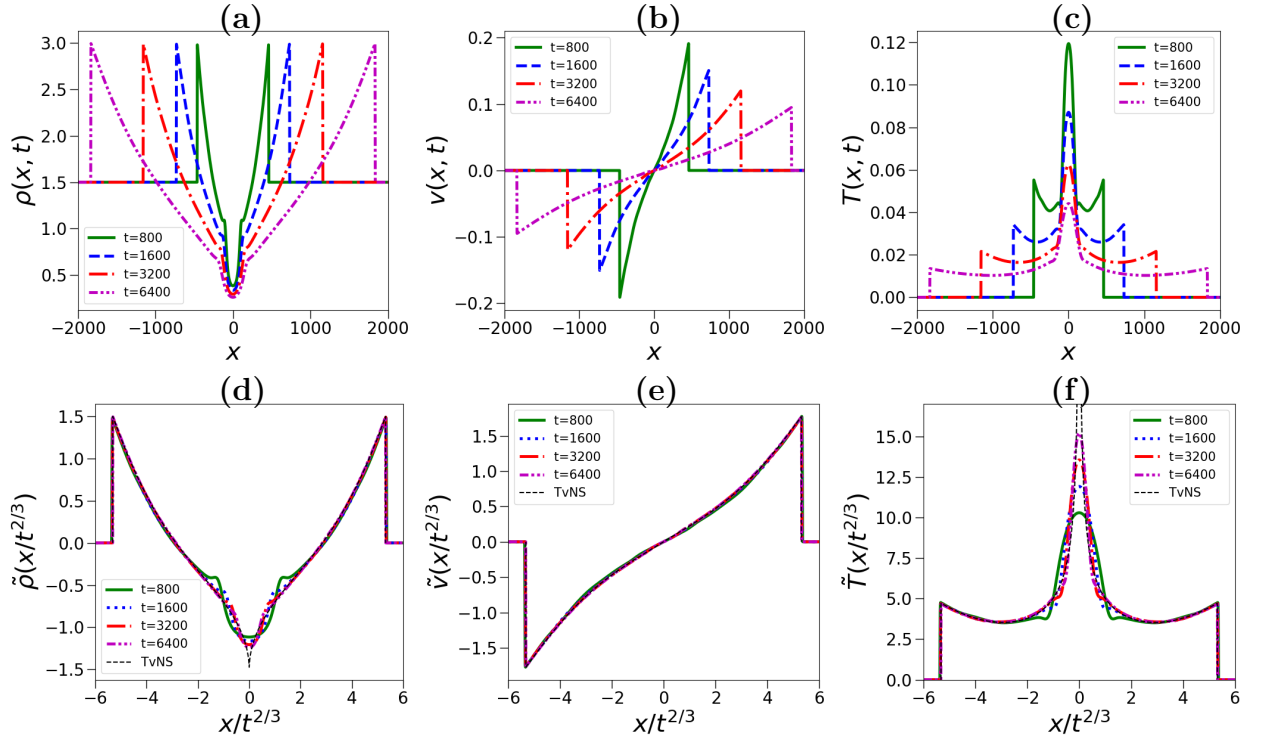 (a)
ρ(x, t)
3.0
2.5
2.0
1.5
1.0
0.5
t=800
t=1600
t=3200
t=6400
−2000 −1000 0 1000 2000
x
(b)
v(x, t)
0.2
0.1
0.0
−0.1
−0.2
t=800
t=1600
t=3200
t=6400
−2000 −1000 0 1000 2000
x
(c)
T(x, t)
0.12
0.10
0.08
0.06
0.04
0.02
0.00
t=800
t=1600
t=3200
t=6400
−2000 −1000 0 1000 2000
x
(d)
ρ̃(x/t^{2/3})
1.5
1.0
0.5
0.0
−0.5
−1.0
−1.5
t=800
t=1600
t=3200
t=6400
TvNS
−6 −4 −2 0 2 4 6
x/t^{2/3}
(e)
ṽ(x/t^{2/3})
1.5
1.0
0.5
0.0
−0.5
−1.0
−1.5
t=800
t=1600
t=3200
t=6400
TvNS
−6 −4 −2 0 2 4 6
x/t^{2/3}
(f)
T̃(x/t^{2/3})
15.0
12.5
10.0
7.5
5.0
2.5
0.0
t=800
t=1600
t=3200
t=6400
TvNS
−6 −4 −2 0 2 4 6
x/t^{2/3}